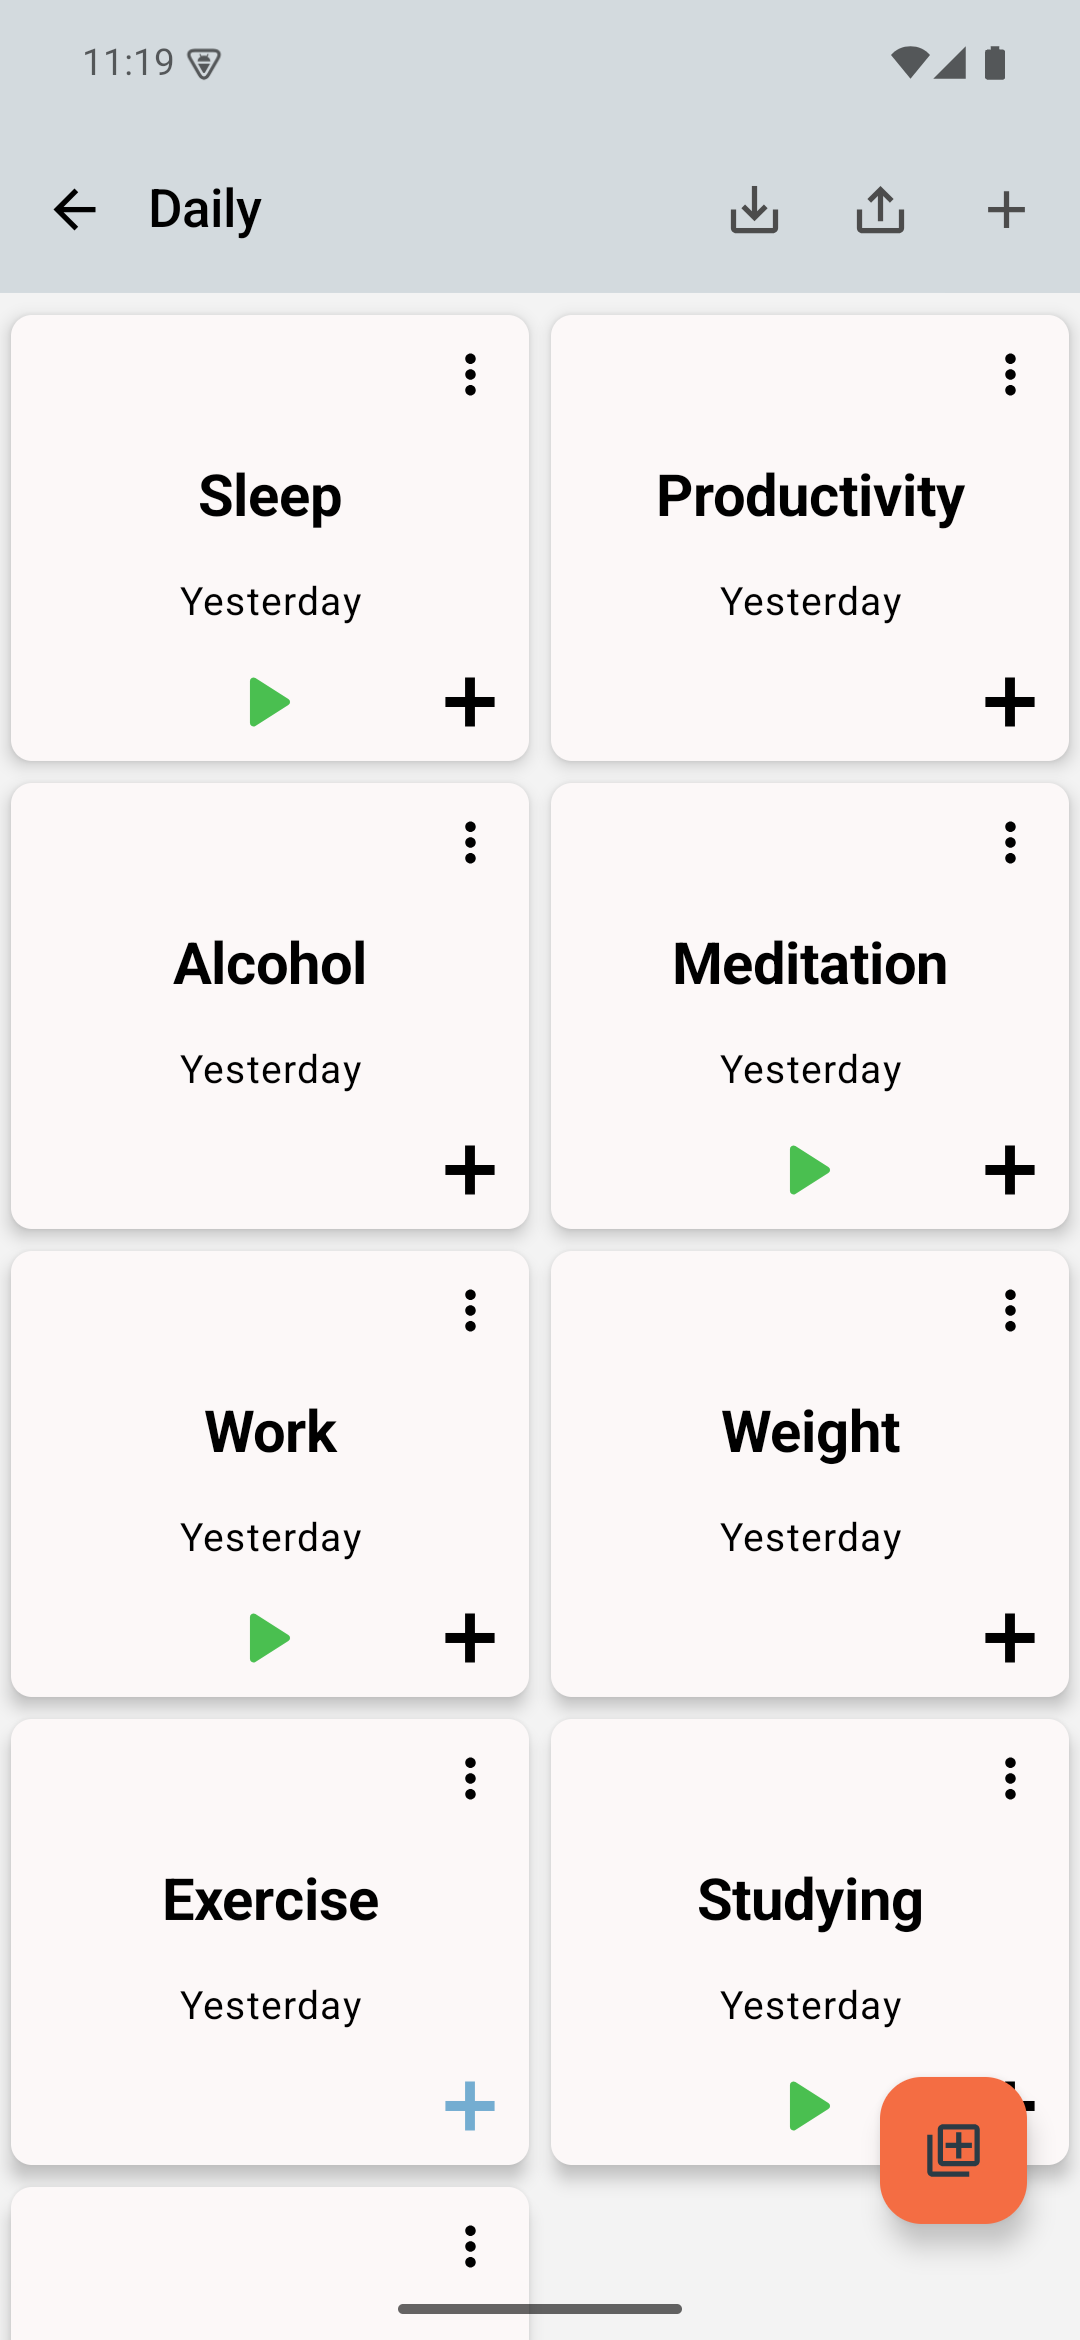 11:19
Daily
Sleep
Yesterday
Productivity
Yesterday
Alcohol
Yesterday
Meditation
Yesterday
Work
Yesterday
Weight
Yesterday
Exercise
Yesterday
Studying
Yesterday